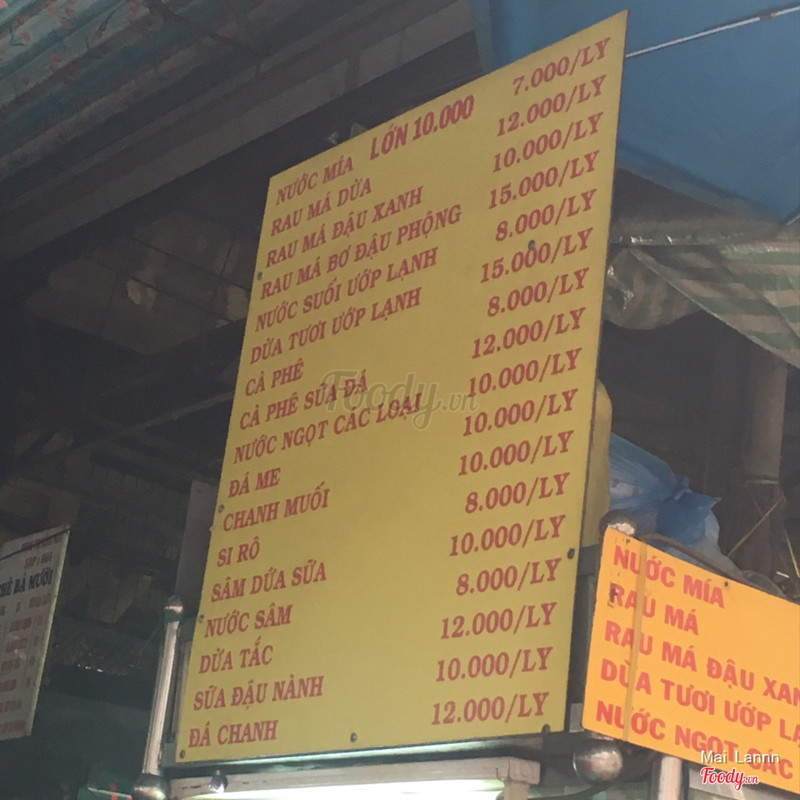 NƯỚC MÍA LỚN 10.000 7.000/LY
RAU MÁ DỪA 12.000/LY
RAU MÁ ĐẬU XANH 10.000/LY
RAU MÁ BƠ ĐẬU PHỘNG 15.000/LY
NƯỚC SUỐI ƯỚP LẠNH 8.000/LY
DỪA TƯƠI ƯỚP LẠNH 15.000/LY
CÀ PHÊ 8.000/LY
CÀ PHÊ SỮA ĐÁ 12.000/LY
NƯỚC NGỌT CÁC LOẠI 10.000/LY
ĐÁ ME 10.000/LY
CHANH MUỐI 10.000/LY
SI RÔ 8.000/LY
SÂM DỨA SỮA 10.000/LY
NƯỚC SÂM 8.000/LY
DỪA TẮC 12.000/LY
SỮA ĐẬU NÀNH 10.000/LY
ĐÁ CHANH 12.000/LY
Foody.vn
NƯỚC MÍA
RAU MÁ
RAU MÁ ĐẬU XAN
DỪA TƯƠI ƯỚP LẠ
NƯỚC NGỌT CÁC
CHÈ BÀ MƯỜI
Mai Lannn
Foody.vn